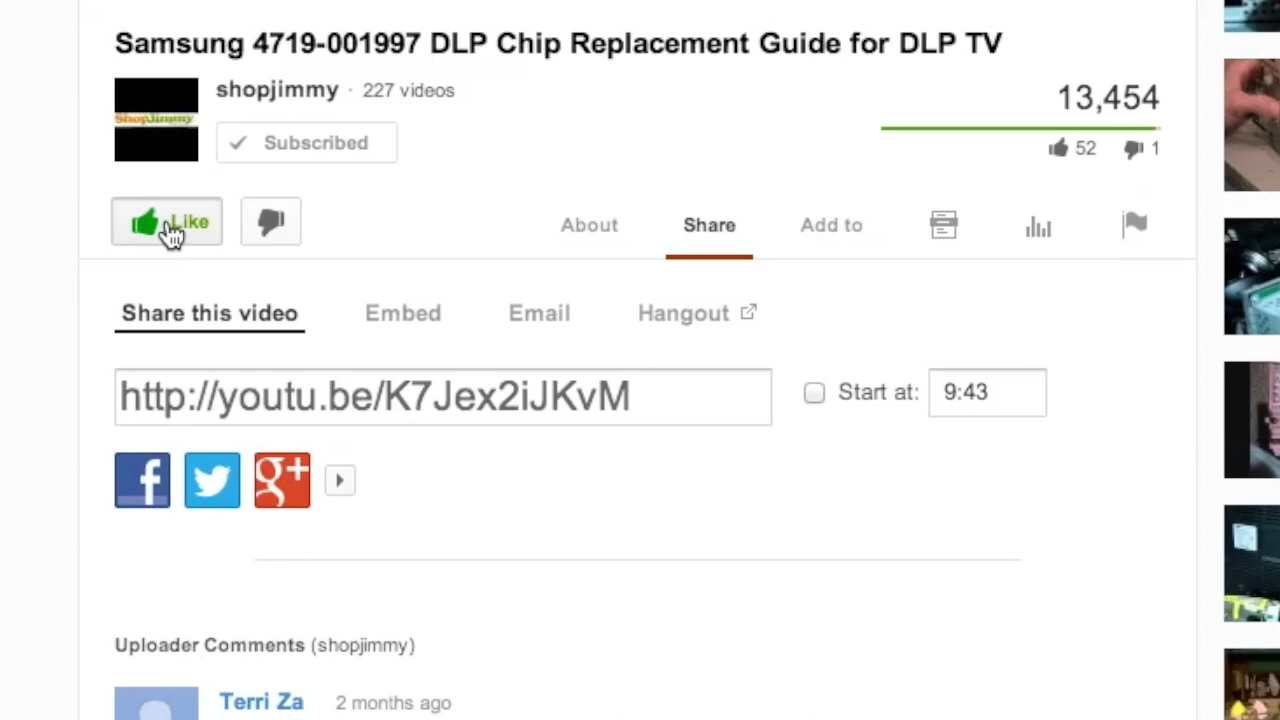 Samsung 4719-001997 DLP Chip Replacement Guide for DLP TV
shopjimmy · 227 videos
ShopJimmy
Subscribed
13,454
52 1
Like
About Share Add to
Share this video Embed Email Hangout
http://youtu.be/K7Jex2iJKvM
Start at: 9:43
Uploader Comments (shopjimmy)
Terri Za 2 months ago